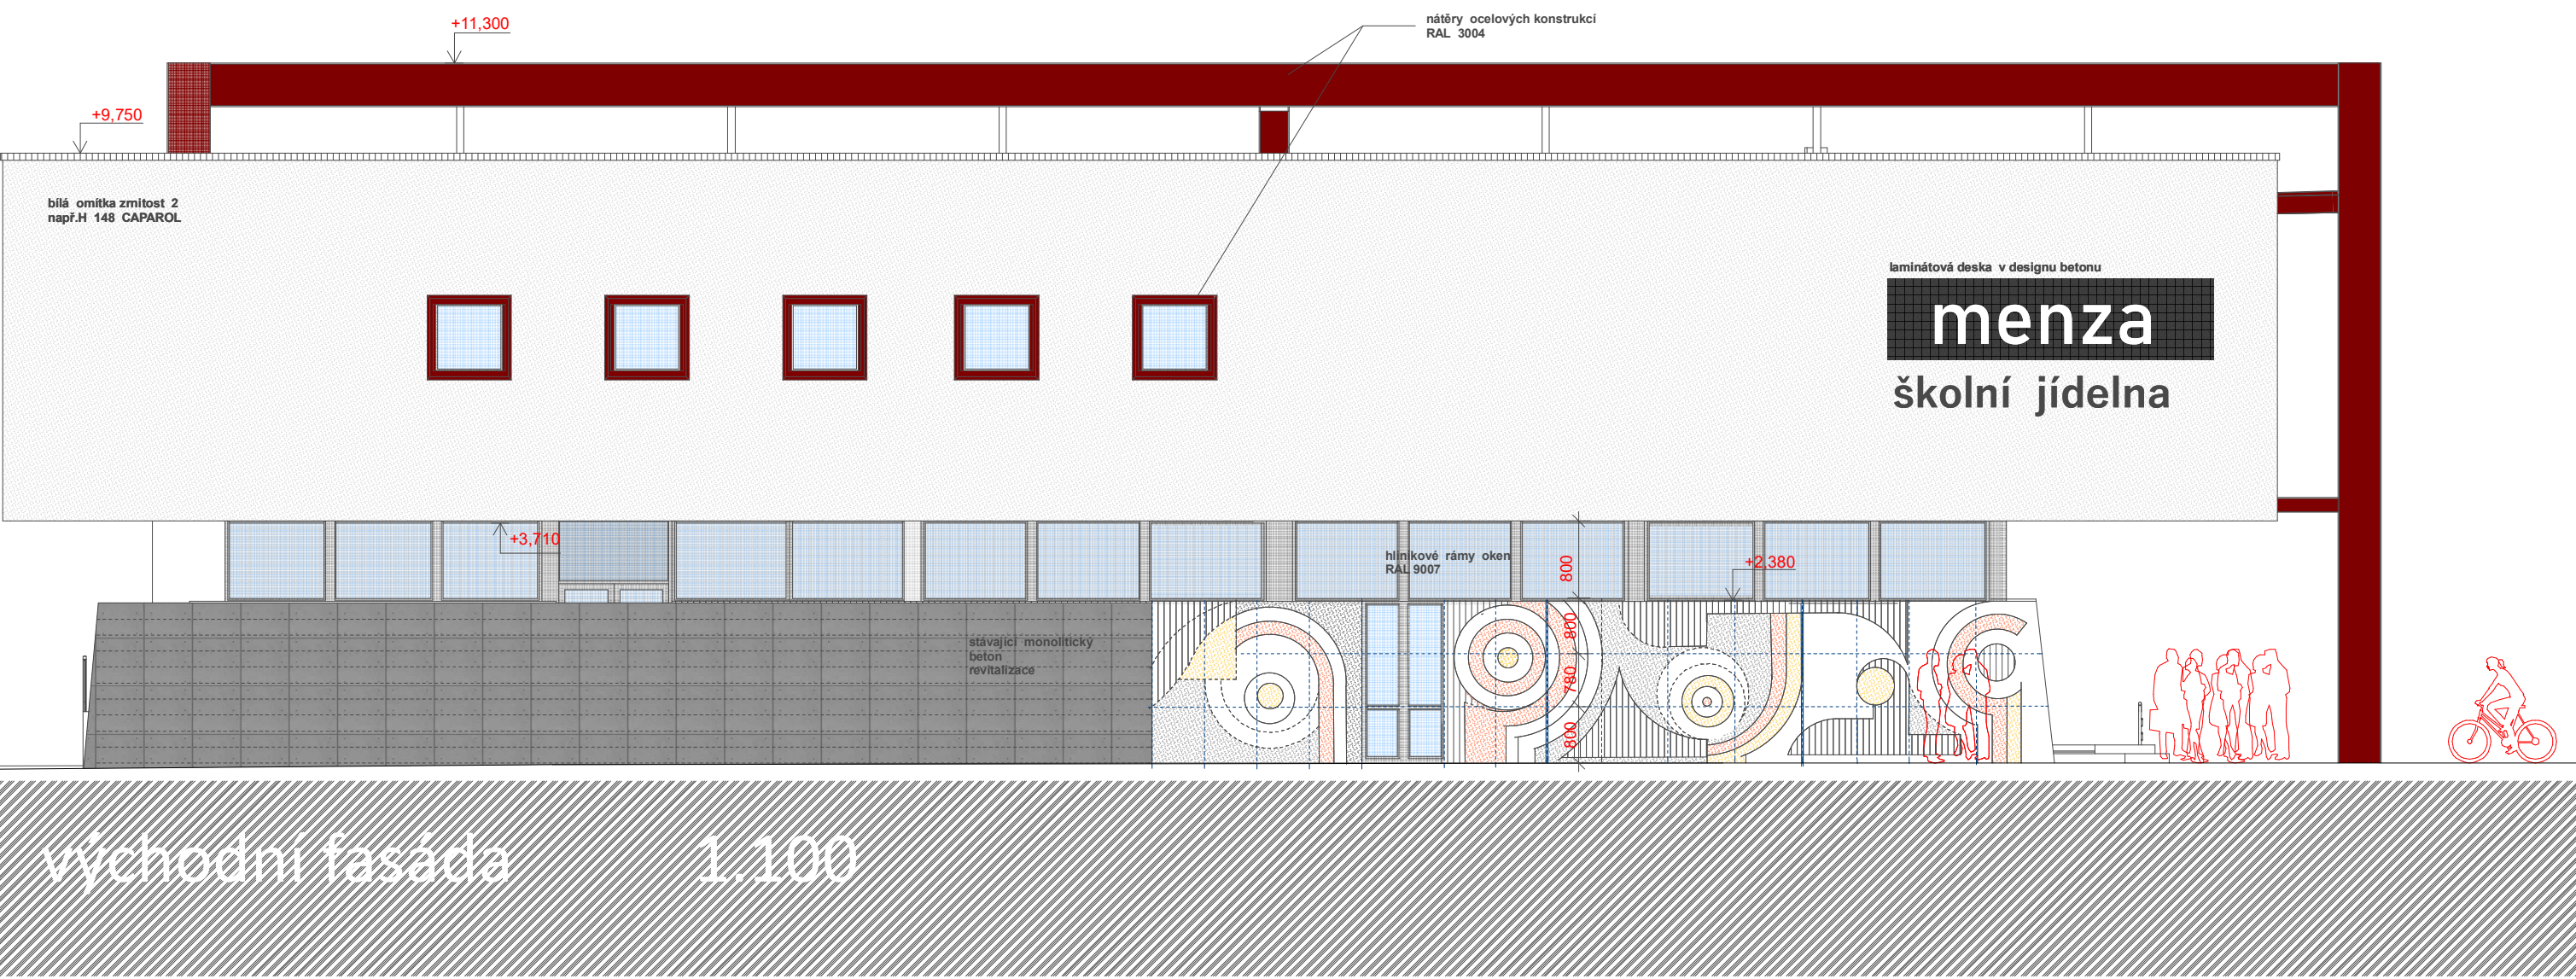 +11,300
nátěry ocelových konstrukcí
RAL 3004
+9,750
bílá omítka zrnitost 2
např.H 148 CAPAROL
laminátová deska v designu betonu
menza
školní jídelna
+3,710
hliníkové rámy oken
RAL 9007
800
+2,380
stávající monolitický
beton
revitalizace
800
780
800
východní fasáda 1.100